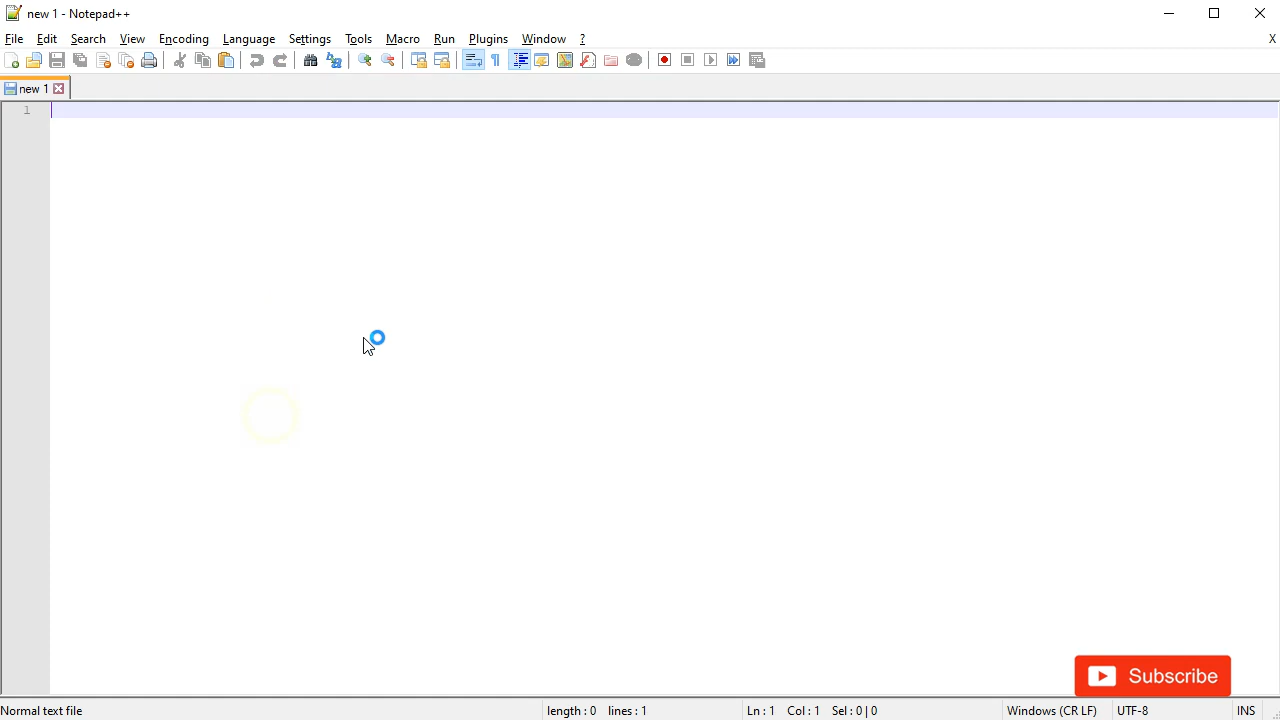 new 1 - Notepad++
File Edit Search View Encoding Language Settings Tools Macro Run Plugins Window ? X
new 1
1
Subscribe
Normal text file length : 0 lines : 1 Ln : 1 Col : 1 Sel : 0 | 0 Windows (CR LF) UTF-8 INS